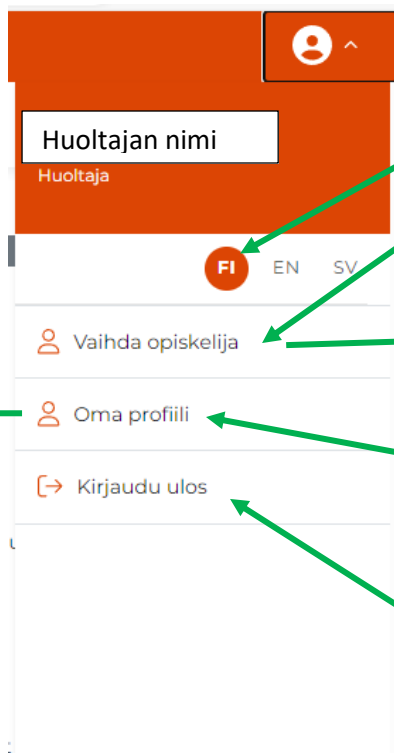 Huoltajan nimi
Huoltaja
FI EN SV
Vaihda opiskelija
Oma profiili
Kirjaudu ulos